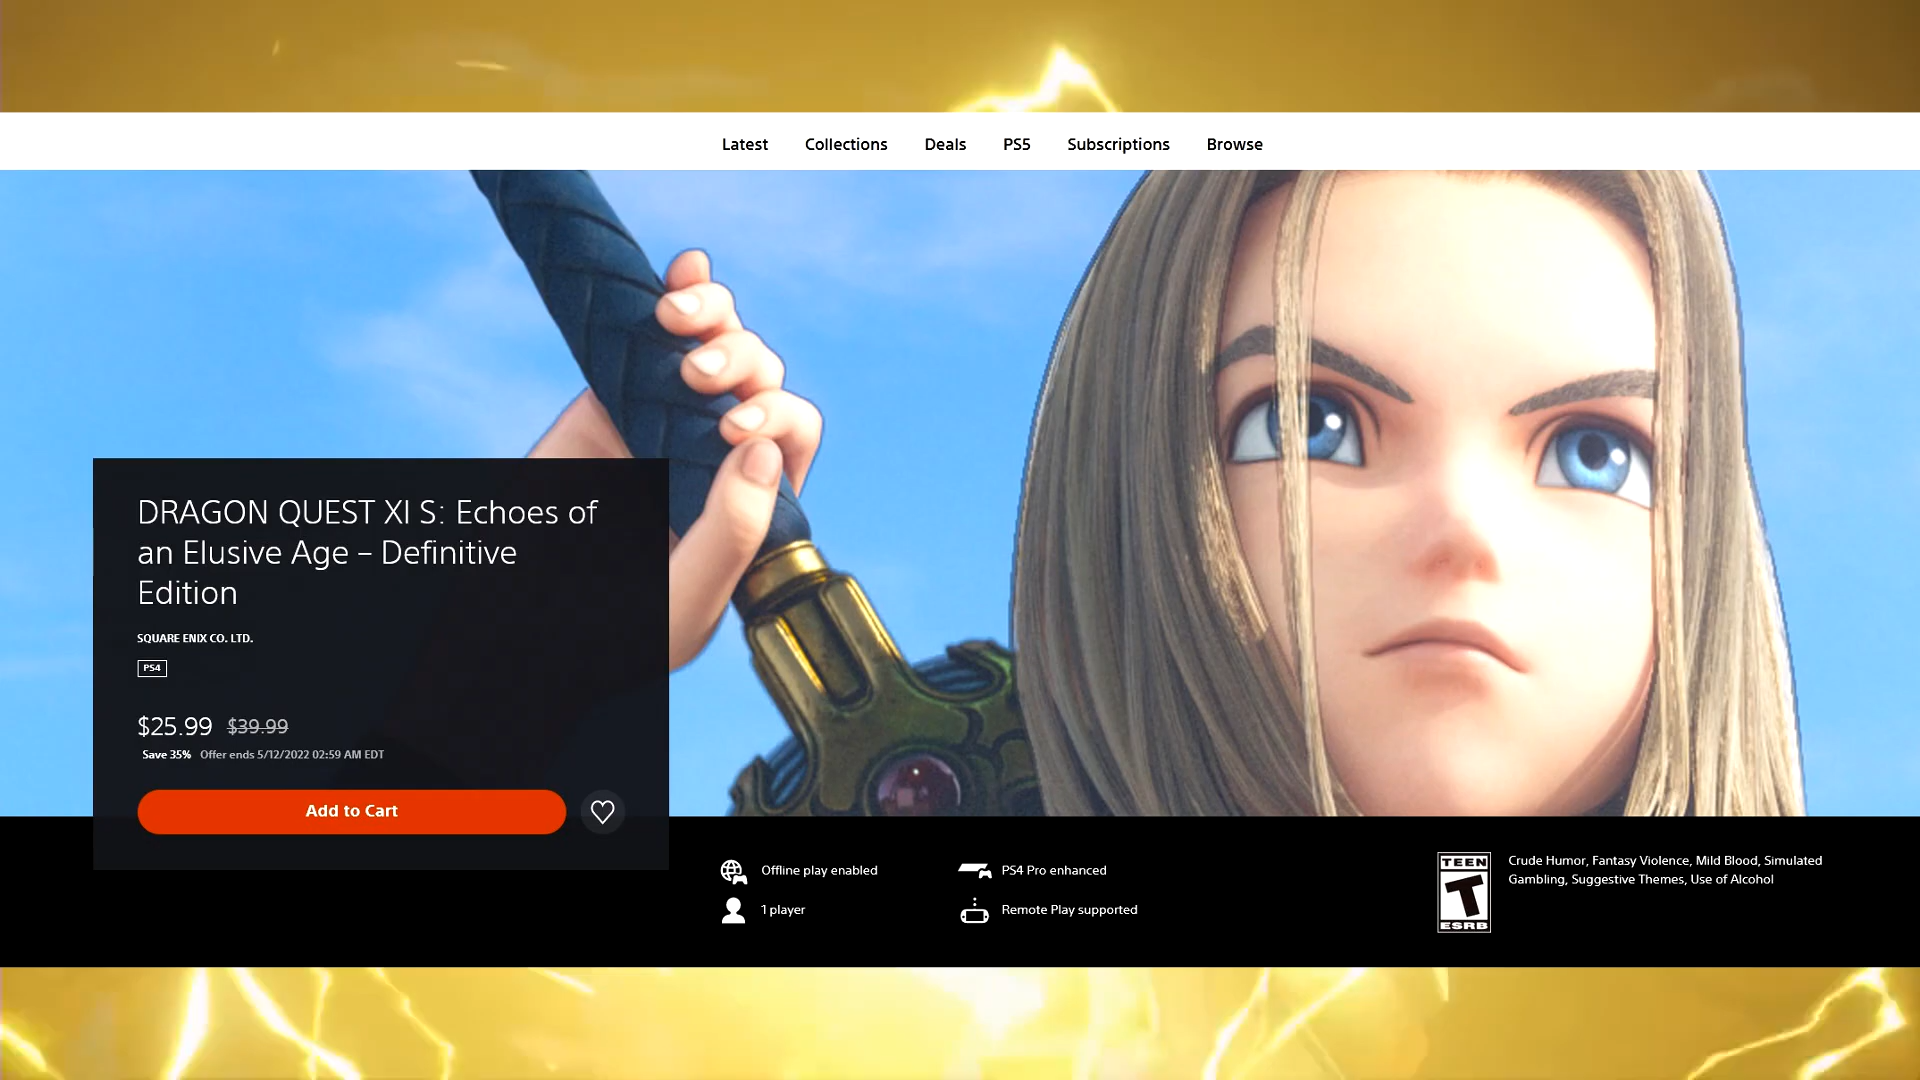 Latest Collections Deals PS5 Subscriptions Browse
DRAGON QUEST XI S: Echoes of
an Elusive Age – Definitive
Edition
SQUARE ENIX CO. LTD.
PS4
$25.99 $39.99
Save 35% Offer ends 5/12/2022 02:59 AM EDT
Add to Cart
Offline play enabled
PS4 Pro enhanced
1 player
Remote Play supported
TEEN
T
ESRB
Crude Humor, Fantasy Violence, Mild Blood, Simulated
Gambling, Suggestive Themes, Use of Alcohol